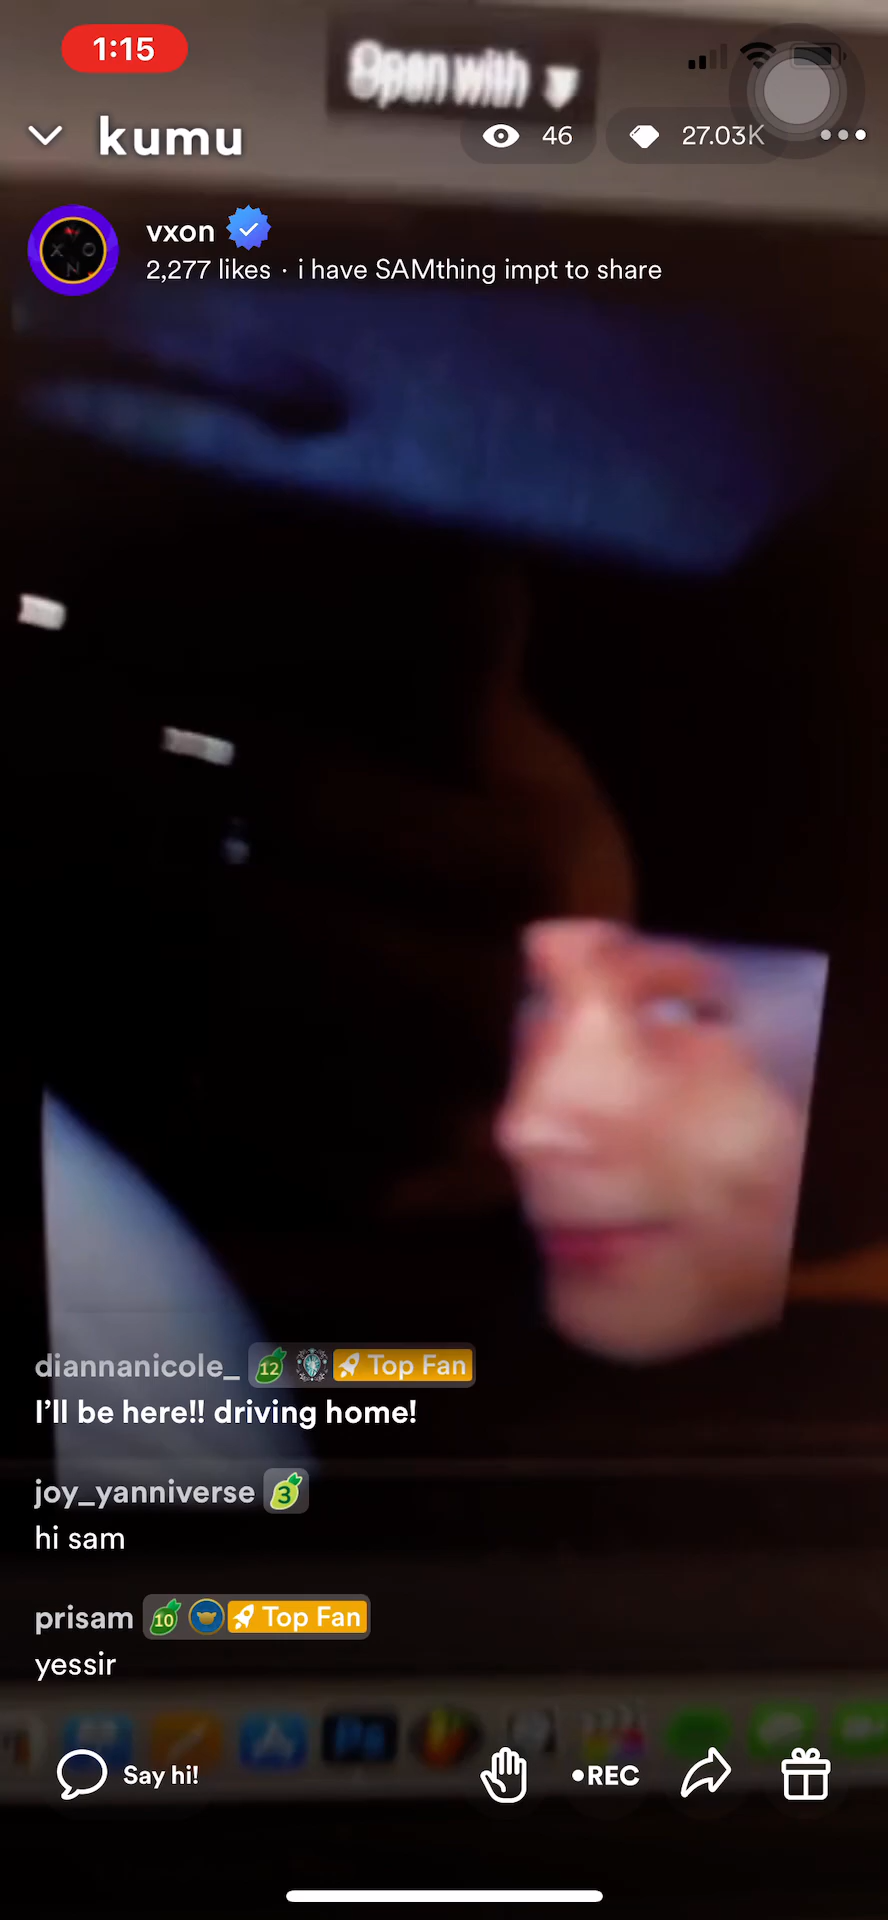 1:15
Open with
kumu
46
27.03K
vxon
2,277 likes · i have SAMthing impt to share
diannanicole_ 12 Top Fan
I'll be here!! driving home!
joy_yanniverse 3
hi sam
prisam 10 Top Fan
yessir
Ps
Say hi!
•REC